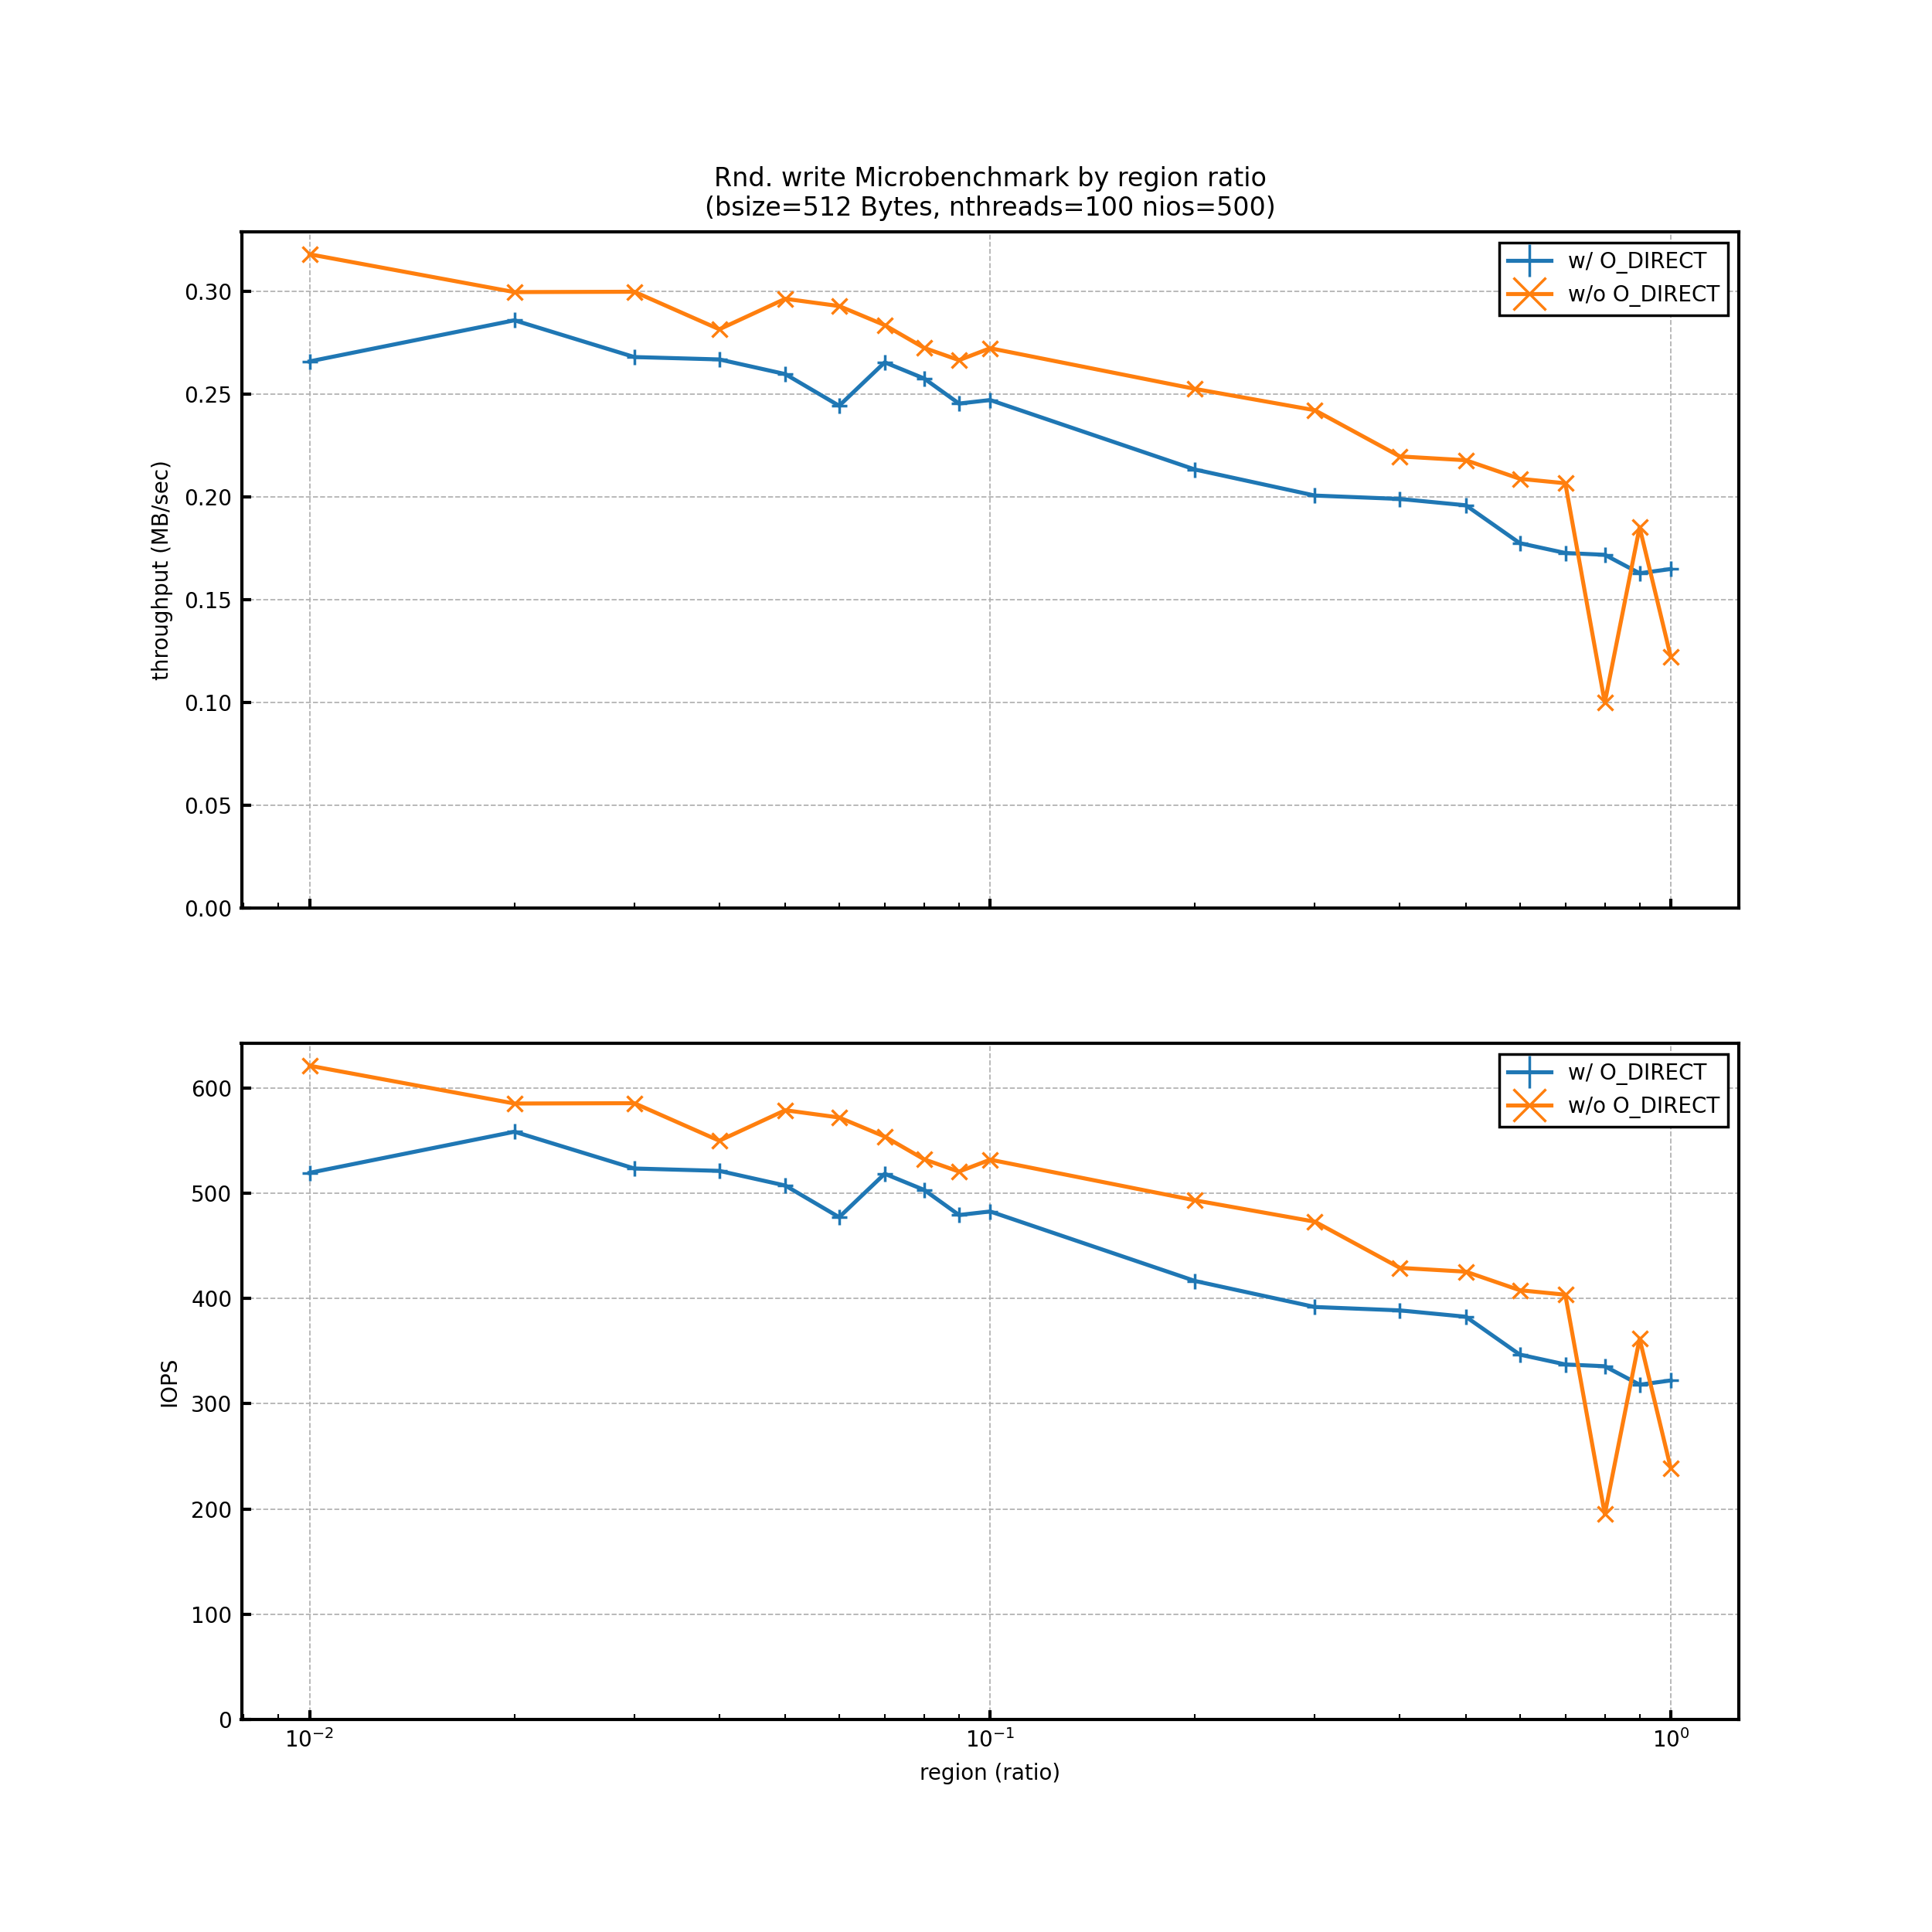 Rnd. write Microbenchmark by region ratio
(bsize=512 Bytes, nthreads=100 nios=500)
w/ O_DIRECT
w/o O_DIRECT
throughput (MB/sec)
0.30
0.25
0.20
0.15
0.10
0.05
0.00
w/ O_DIRECT
w/o O_DIRECT
IOPS
600
500
400
300
200
100
0
10⁻² 10⁻¹ 10⁰
region (ratio)